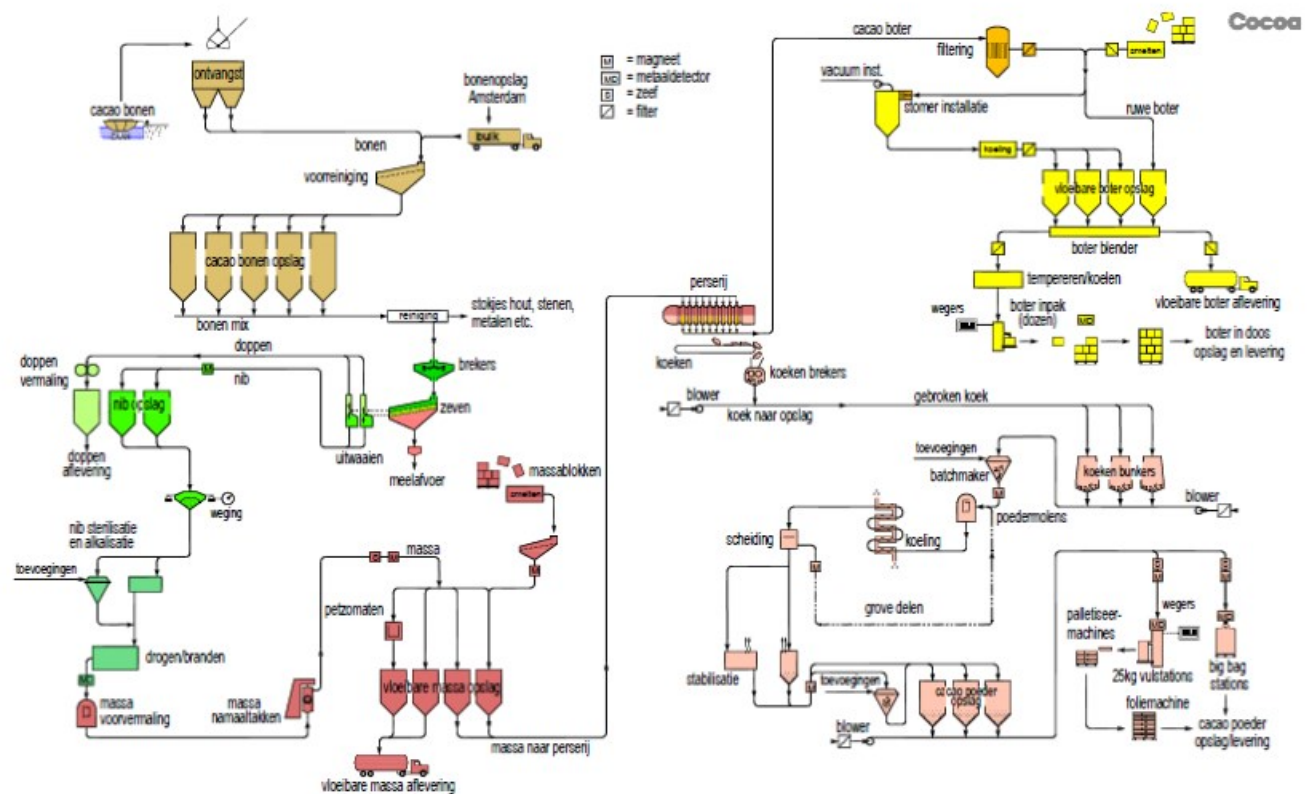 Cocoa
cacao bonen
ontvangst
bonenopslag
Amsterdam
bulk
bonen
voorreiniging
cacao bonen opslag
bonen mix
reiniging
stokjes hout, stenen,
metalen etc.
M = magneet
MD = metaaldetector
S = zeef
= filter
doppen
doppen
vermaling
M
nib
nib opslag
brekers
zeven
uitwaaien
meelafvoer
doppen
aflevering
weging
nib sterilisatie
en alkalisatie
toevoegingen
drogen/branden
MD
massa
voorvermaling
massa
namaaltakken
massa
massablokken
smelten
M
petzomaten
vloeibare massa opslag
massa naar perserij
vloeibare massa aflevering
cacao boter
filtering
smelten
vacuum inst.
stomer installatie
ruwe boter
koeling
vloeibare boter opslag
boter blender
tempereren/koelen
vloeibare boter aflevering
wegers
boter inpak
(dozen)
MD
boter in doos
opslag en levering
perserij
koeken
koeken brekers
blower
koek naar opslag
gebroken koek
toevoegingen
batchmaker
M
koeken bunkers
blower
poedermolens
koeling
scheiding
M
grove delen
stabilisatie
M
toevoegingen
cacao poeder
opslag
blower
wegers
MD
MD
palletiseer-
machines
25kg vulstations
big bag
stations
foliemachine
cacao poeder
opslag/levering